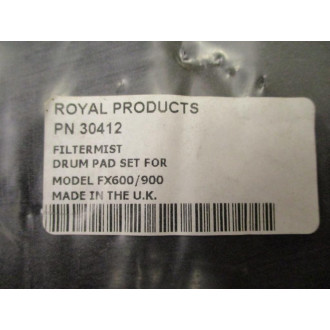 ROYAL PRODUCTS
PN 30412
FILTERMIST
DRUM PAD SET FOR
MODEL FX600/900
MADE IN THE U.K.